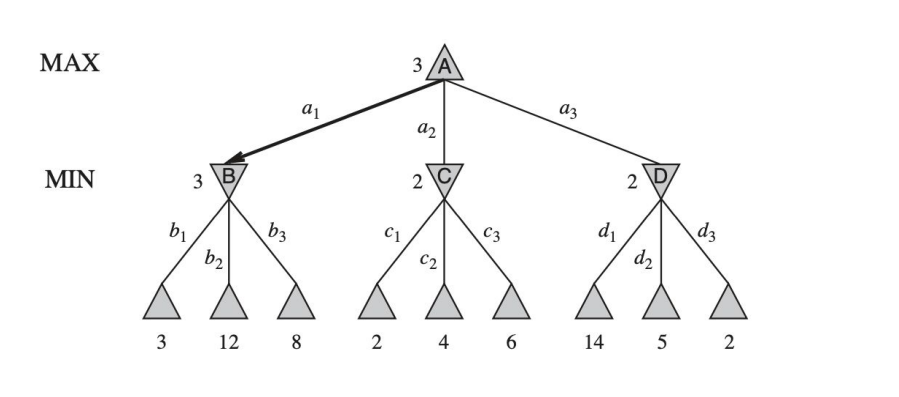 MAX 3 A
a1 a2 a3
MIN 3 B 2 C 2 D
b1 b2 b3 c1 c2 c3 d1 d2 d3
3 12 8 2 4 6 14 5 2